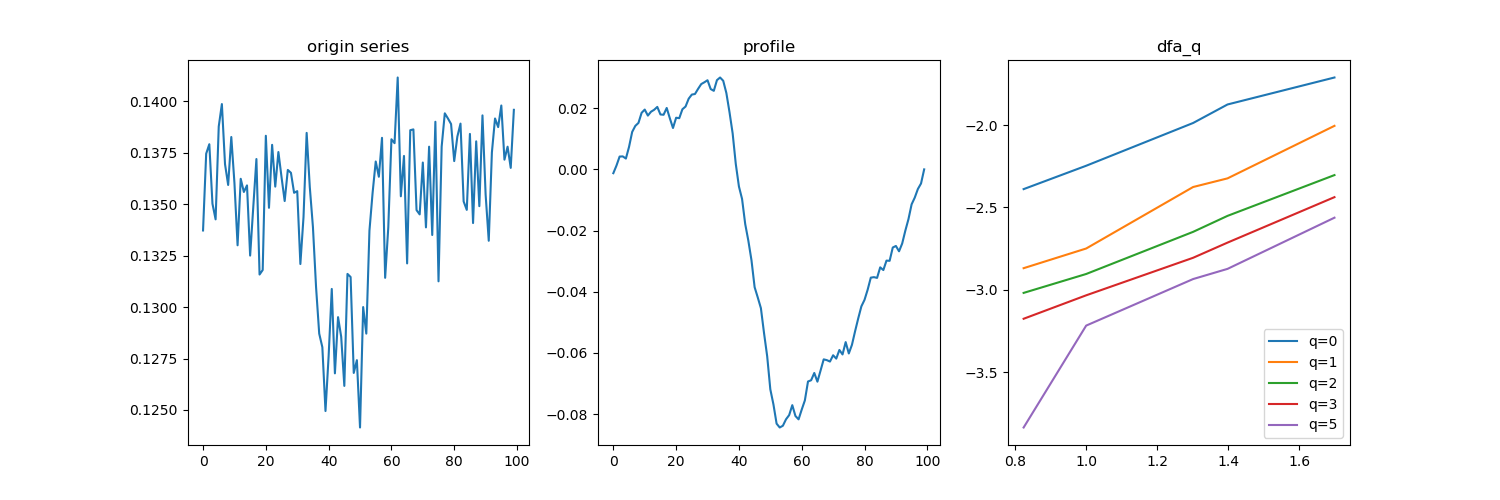 origin series
0.1400
0.1375
0.1350
0.1325
0.1300
0.1275
0.1250
0 20 40 60 80 100
profile
0.02
0.00
−0.02
−0.04
−0.06
−0.08
0 20 40 60 80 100
dfa_q
−2.0
−2.5
−3.0
−3.5
q=0
q=1
q=2
q=3
q=5
0.8 1.0 1.2 1.4 1.6